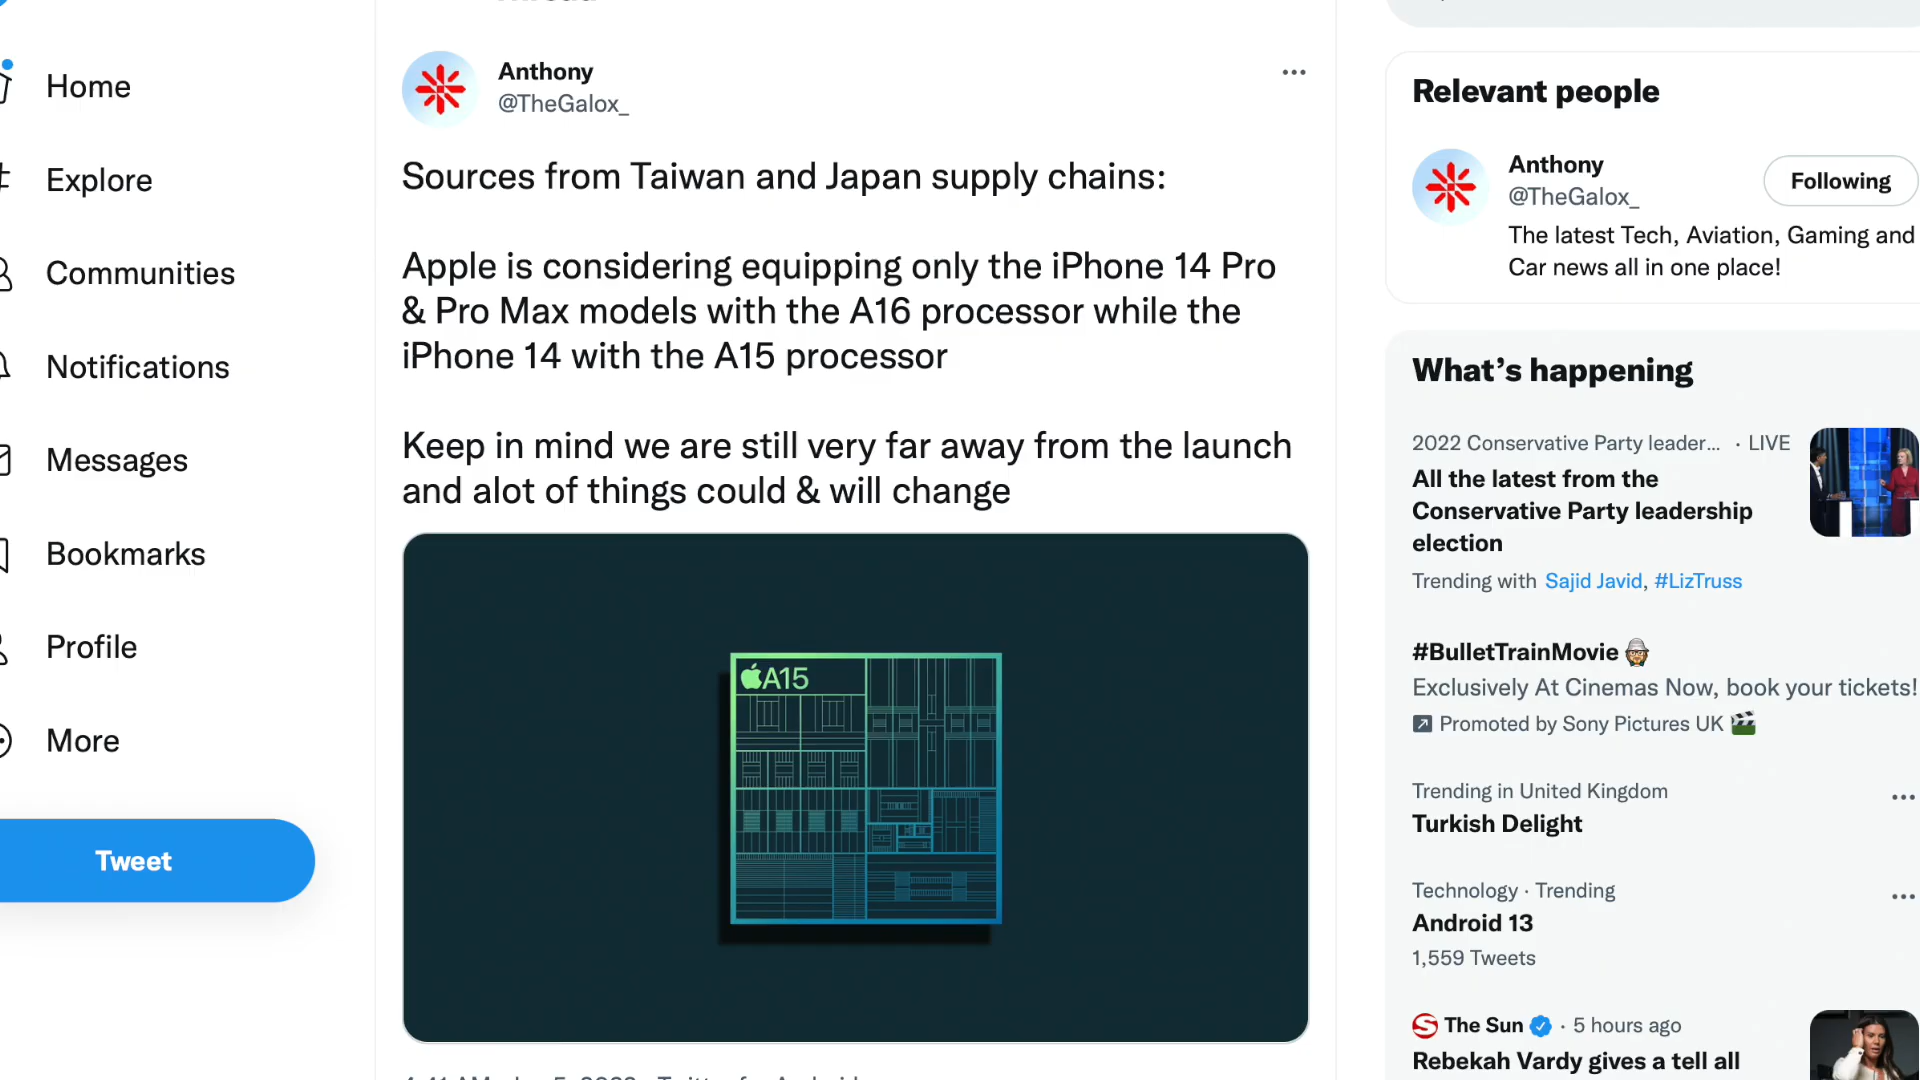 Home
Explore
Communities
Notifications
Messages
Bookmarks
Profile
More
Tweet
Anthony
@TheGalox_
Sources from Taiwan and Japan supply chains:
Apple is considering equipping only the iPhone 14 Pro
& Pro Max models with the A16 processor while the
iPhone 14 with the A15 processor
Keep in mind we are still very far away from the launch
and alot of things could & will change
A15
Relevant people
Anthony
@TheGalox_
Following
The latest Tech, Aviation, Gaming and
Car news all in one place!
What's happening
2022 Conservative Party leader... · LIVE
All the latest from the
Conservative Party leadership
election
Trending with Sajid Javid, #LizTruss
#BulletTrainMovie
Exclusively At Cinemas Now, book your tickets!
Promoted by Sony Pictures UK
Trending in United Kingdom
Turkish Delight
Technology · Trending
Android 13
1,559 Tweets
The Sun · 5 hours ago
Rebekah Vardy gives a tell all